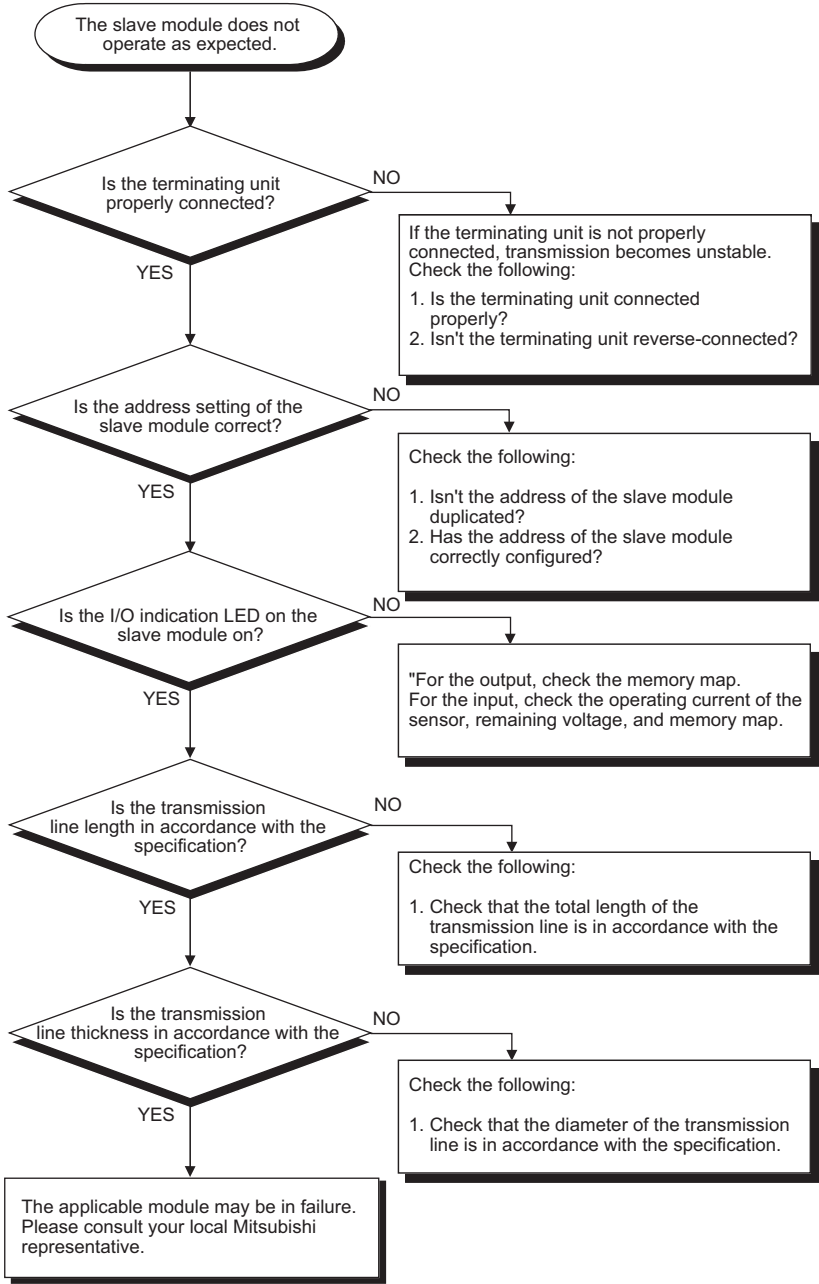 The slave module does not
operate as expected.
Is the terminating unit
properly connected?
NO
YES
If the terminating unit is not properly
connected, transmission becomes unstable.
Check the following:
1. Is the terminating unit connected
properly?
2. Isn't the terminating unit reverse-connected?
Is the address setting of the
slave module correct?
NO
YES
Check the following:
1. Isn't the address of the slave module
duplicated?
2. Has the address of the slave module
correctly configured?
Is the I/O indication LED on the
slave module on?
NO
YES
"For the output, check the memory map.
For the input, check the operating current of the
sensor, remaining voltage, and memory map.
Is the transmission
line length in accordance with the
specification?
NO
YES
Check the following:
1. Check that the total length of the
transmission line is in accordance with the
specification.
Is the transmission
line thickness in accordance with the
specification?
NO
YES
Check the following:
1. Check that the diameter of the transmission
line is in accordance with the specification.
The applicable module may be in failure.
Please consult your local Mitsubishi
representative.